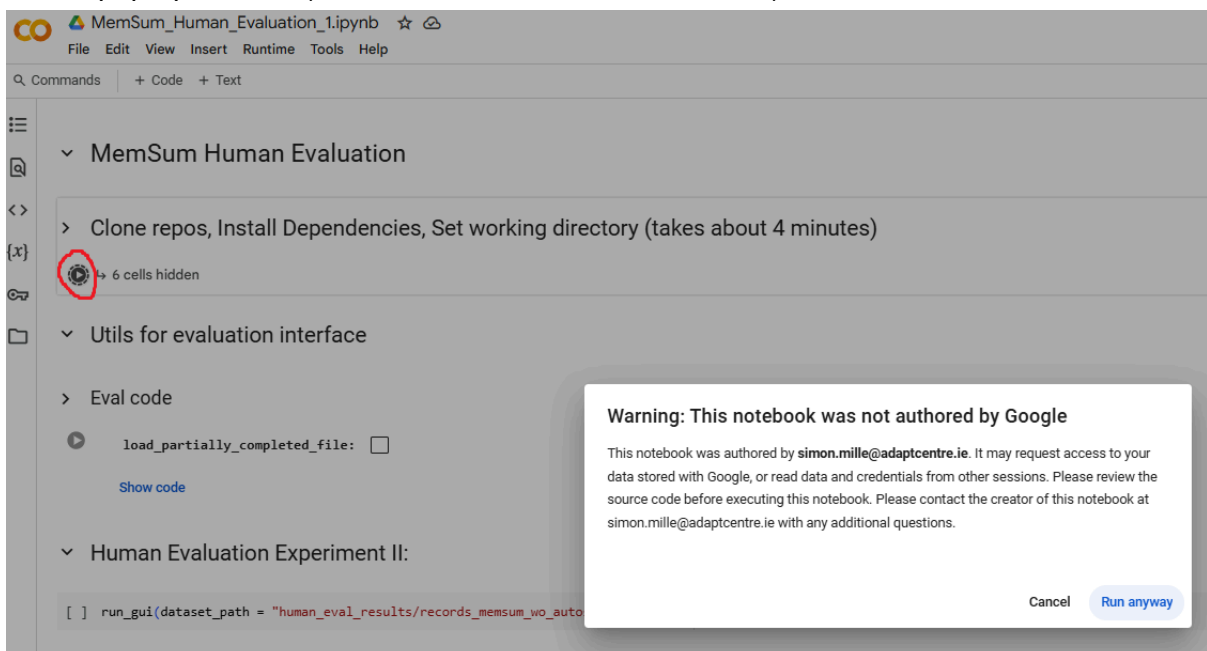 MemSum_Human_Evaluation_1.ipynb
File Edit View Insert Runtime Tools Help
Commands + Code + Text
MemSum Human Evaluation
Clone repos, Install Dependencies, Set working directory (takes about 4 minutes)
{x}
6 cells hidden
Utils for evaluation interface
Eval code
load_partially_completed_file:
Show code
Warning: This notebook was not authored by Google
This notebook was authored by simon.mille@adaptcentre.ie. It may request access to your
data stored with Google, or read data and credentials from other sessions. Please review the
source code before executing this notebook. Please contact the creator of this notebook at
simon.mille@adaptcentre.ie with any additional questions.
Human Evaluation Experiment II:
Cancel Run anyway
[ ] run_gui(dataset_path = "human_eval_results/records_memsum_wo_auto